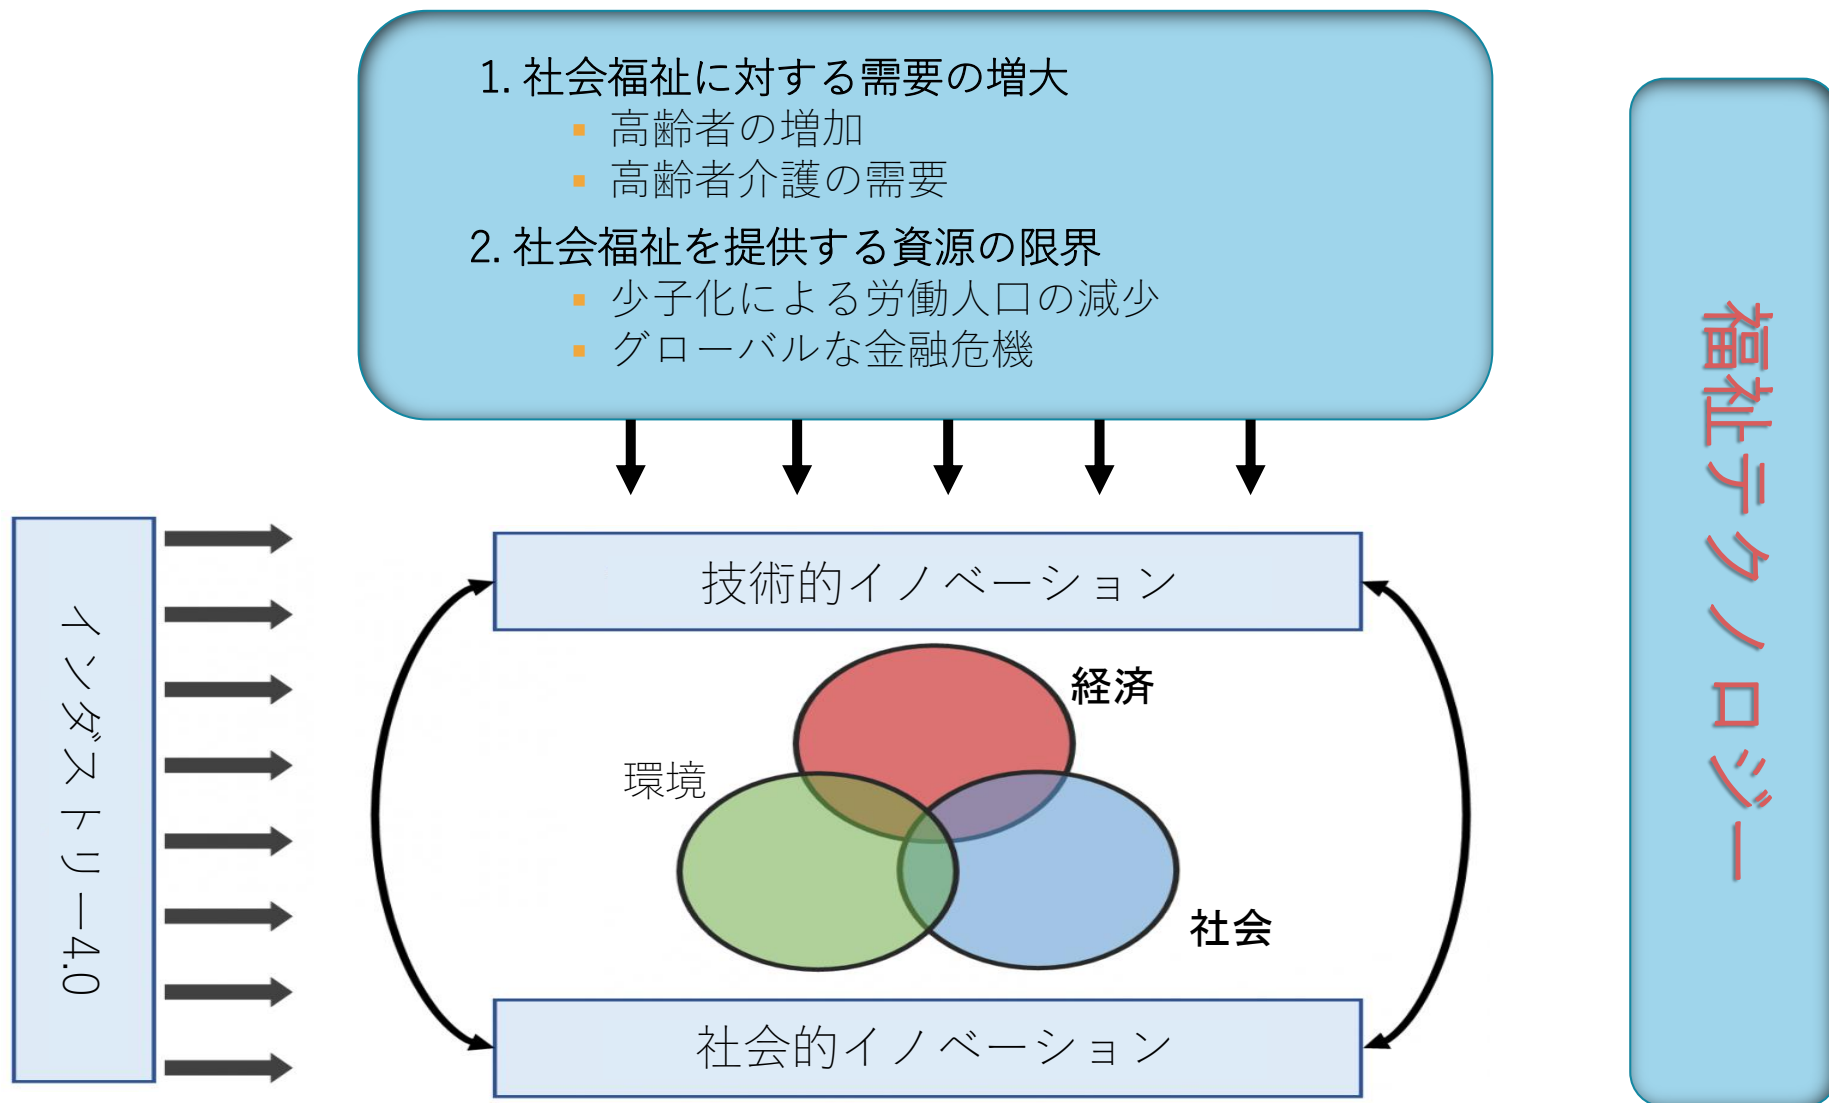 1. 社会福祉に対する需要の増大
▪ 高齢者の増加
▪ 高齢者介護の需要
2. 社会福祉を提供する資源の限界
▪ 少子化による労働人口の減少
▪ グローバルな金融危機
福祉テクノロジー
インダストリー4.0
技術的イノベーション
経済
環境
社会
社会的イノベーション